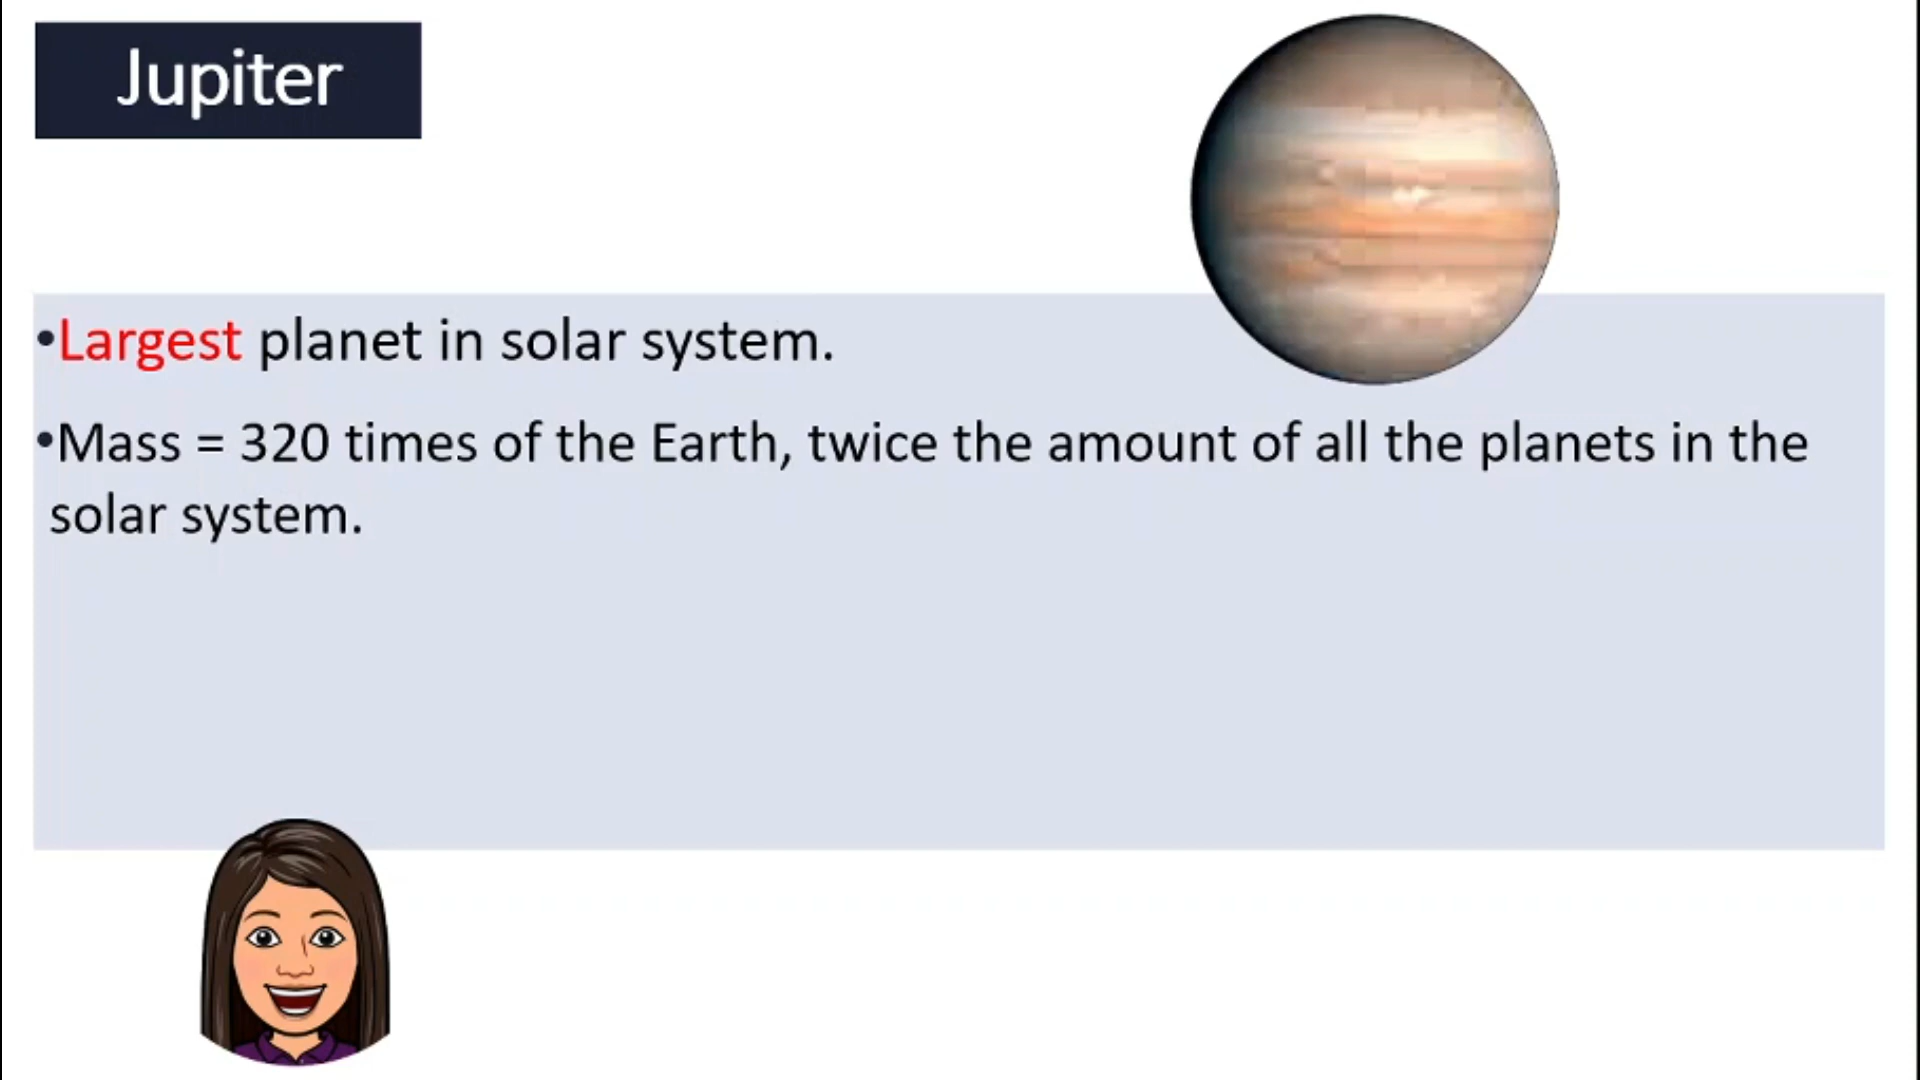 Jupiter
•Largest planet in solar system.
•Mass = 320 times of the Earth, twice the amount of all the planets in the
solar system.